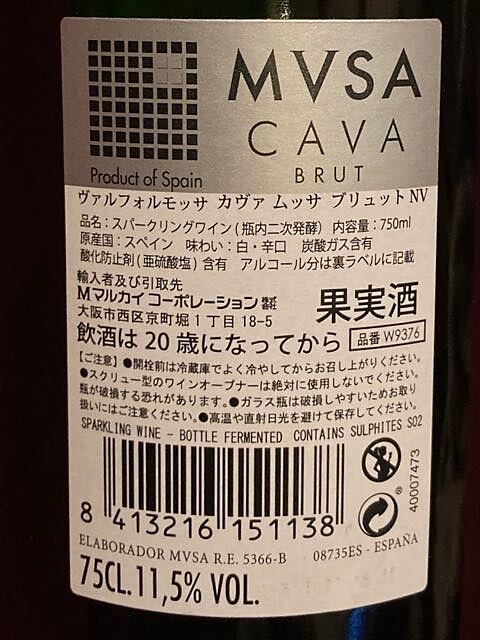 MVSA
CAVA
BRUT
Product of Spain
ヴァルフォルモッサ カヴァ ムッサ ブリュット NV
品名：スパークリングワイン（瓶内二次発酵） 内容量：750ml
原産国：スペイン 味わい：白・辛口 炭酸ガス含有
酸化防止剤（亜硫酸塩）含有 アルコール分は裏ラベルに記載
輸入者及び引取先
Mマルカイ コーポレーション 株式会社
大阪市西区京町堀1丁目18-5
果実酒
飲酒は20歳になってから
品番 W9376
【ご注意】●開栓前は冷蔵庫でよく冷やしてからお召し上がりください。
●スクリュー型のワインオープナーは絶対に使用しないでください。
瓶が破損する恐れがあります。●ガラス瓶は破損しやすいためお取り
扱いにはご注意ください。●高温や直射日光を避けて保存してください。
SPARKLING WINE - BOTTLE FERMENTED CONTAINS SULPHITES SO2
8 413216 151138
40007473
®
ELABORADOR MVSA R.E. 5366-B 08735ES - ESPAÑA
75CL. 11,5% VOL.